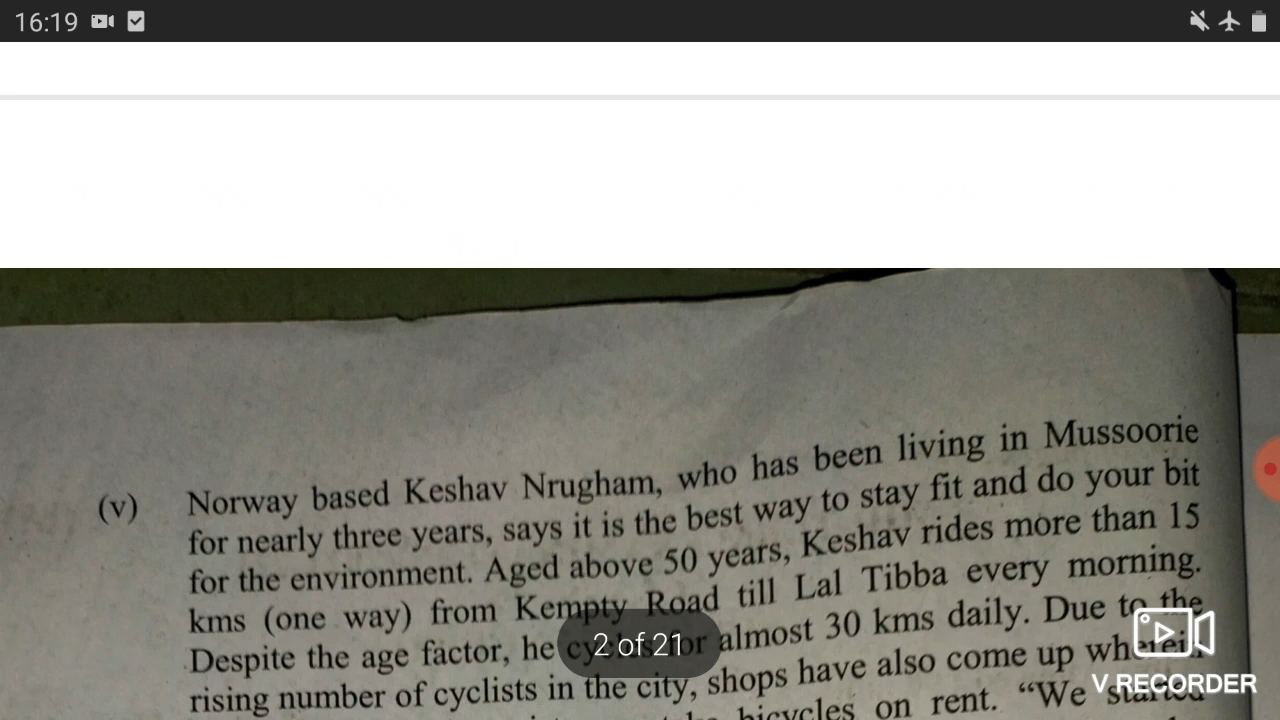 16:19
(v) Norway based Keshav Nrugham, who has been living in Mussoorie
for nearly three years, says it is the best way to stay fit and do your bit
for the environment. Aged above 50 years, Keshav rides more than 15
kms (one way) from Kempty Road till Lal Tibba every morning.
Despite the age factor, he cycles for almost 30 kms daily. Due to the
rising number of cyclists in the city, shops have also come up wherein
bicycles on rent. “We started
2 of 21
V RECORDER